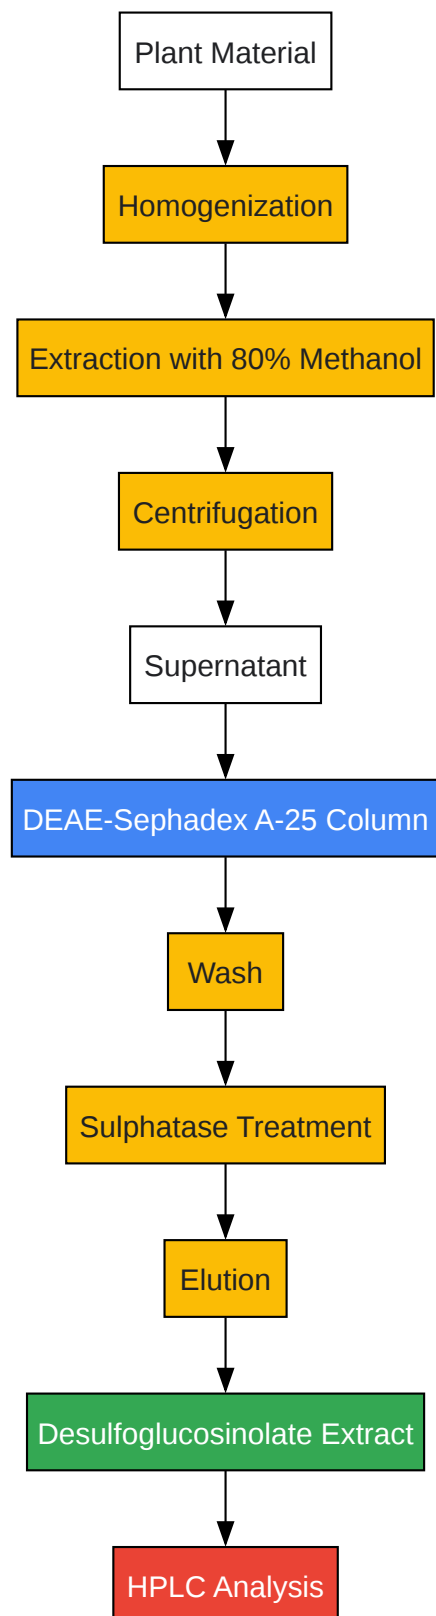 Plant Material
Homogenization
Extraction with 80% Methanol
Centrifugation
Supernatant
DEAE-Sephadex A-25 Column
Wash
Sulphatase Treatment
Elution
Desulfoglucosinolate Extract
HPLC Analysis